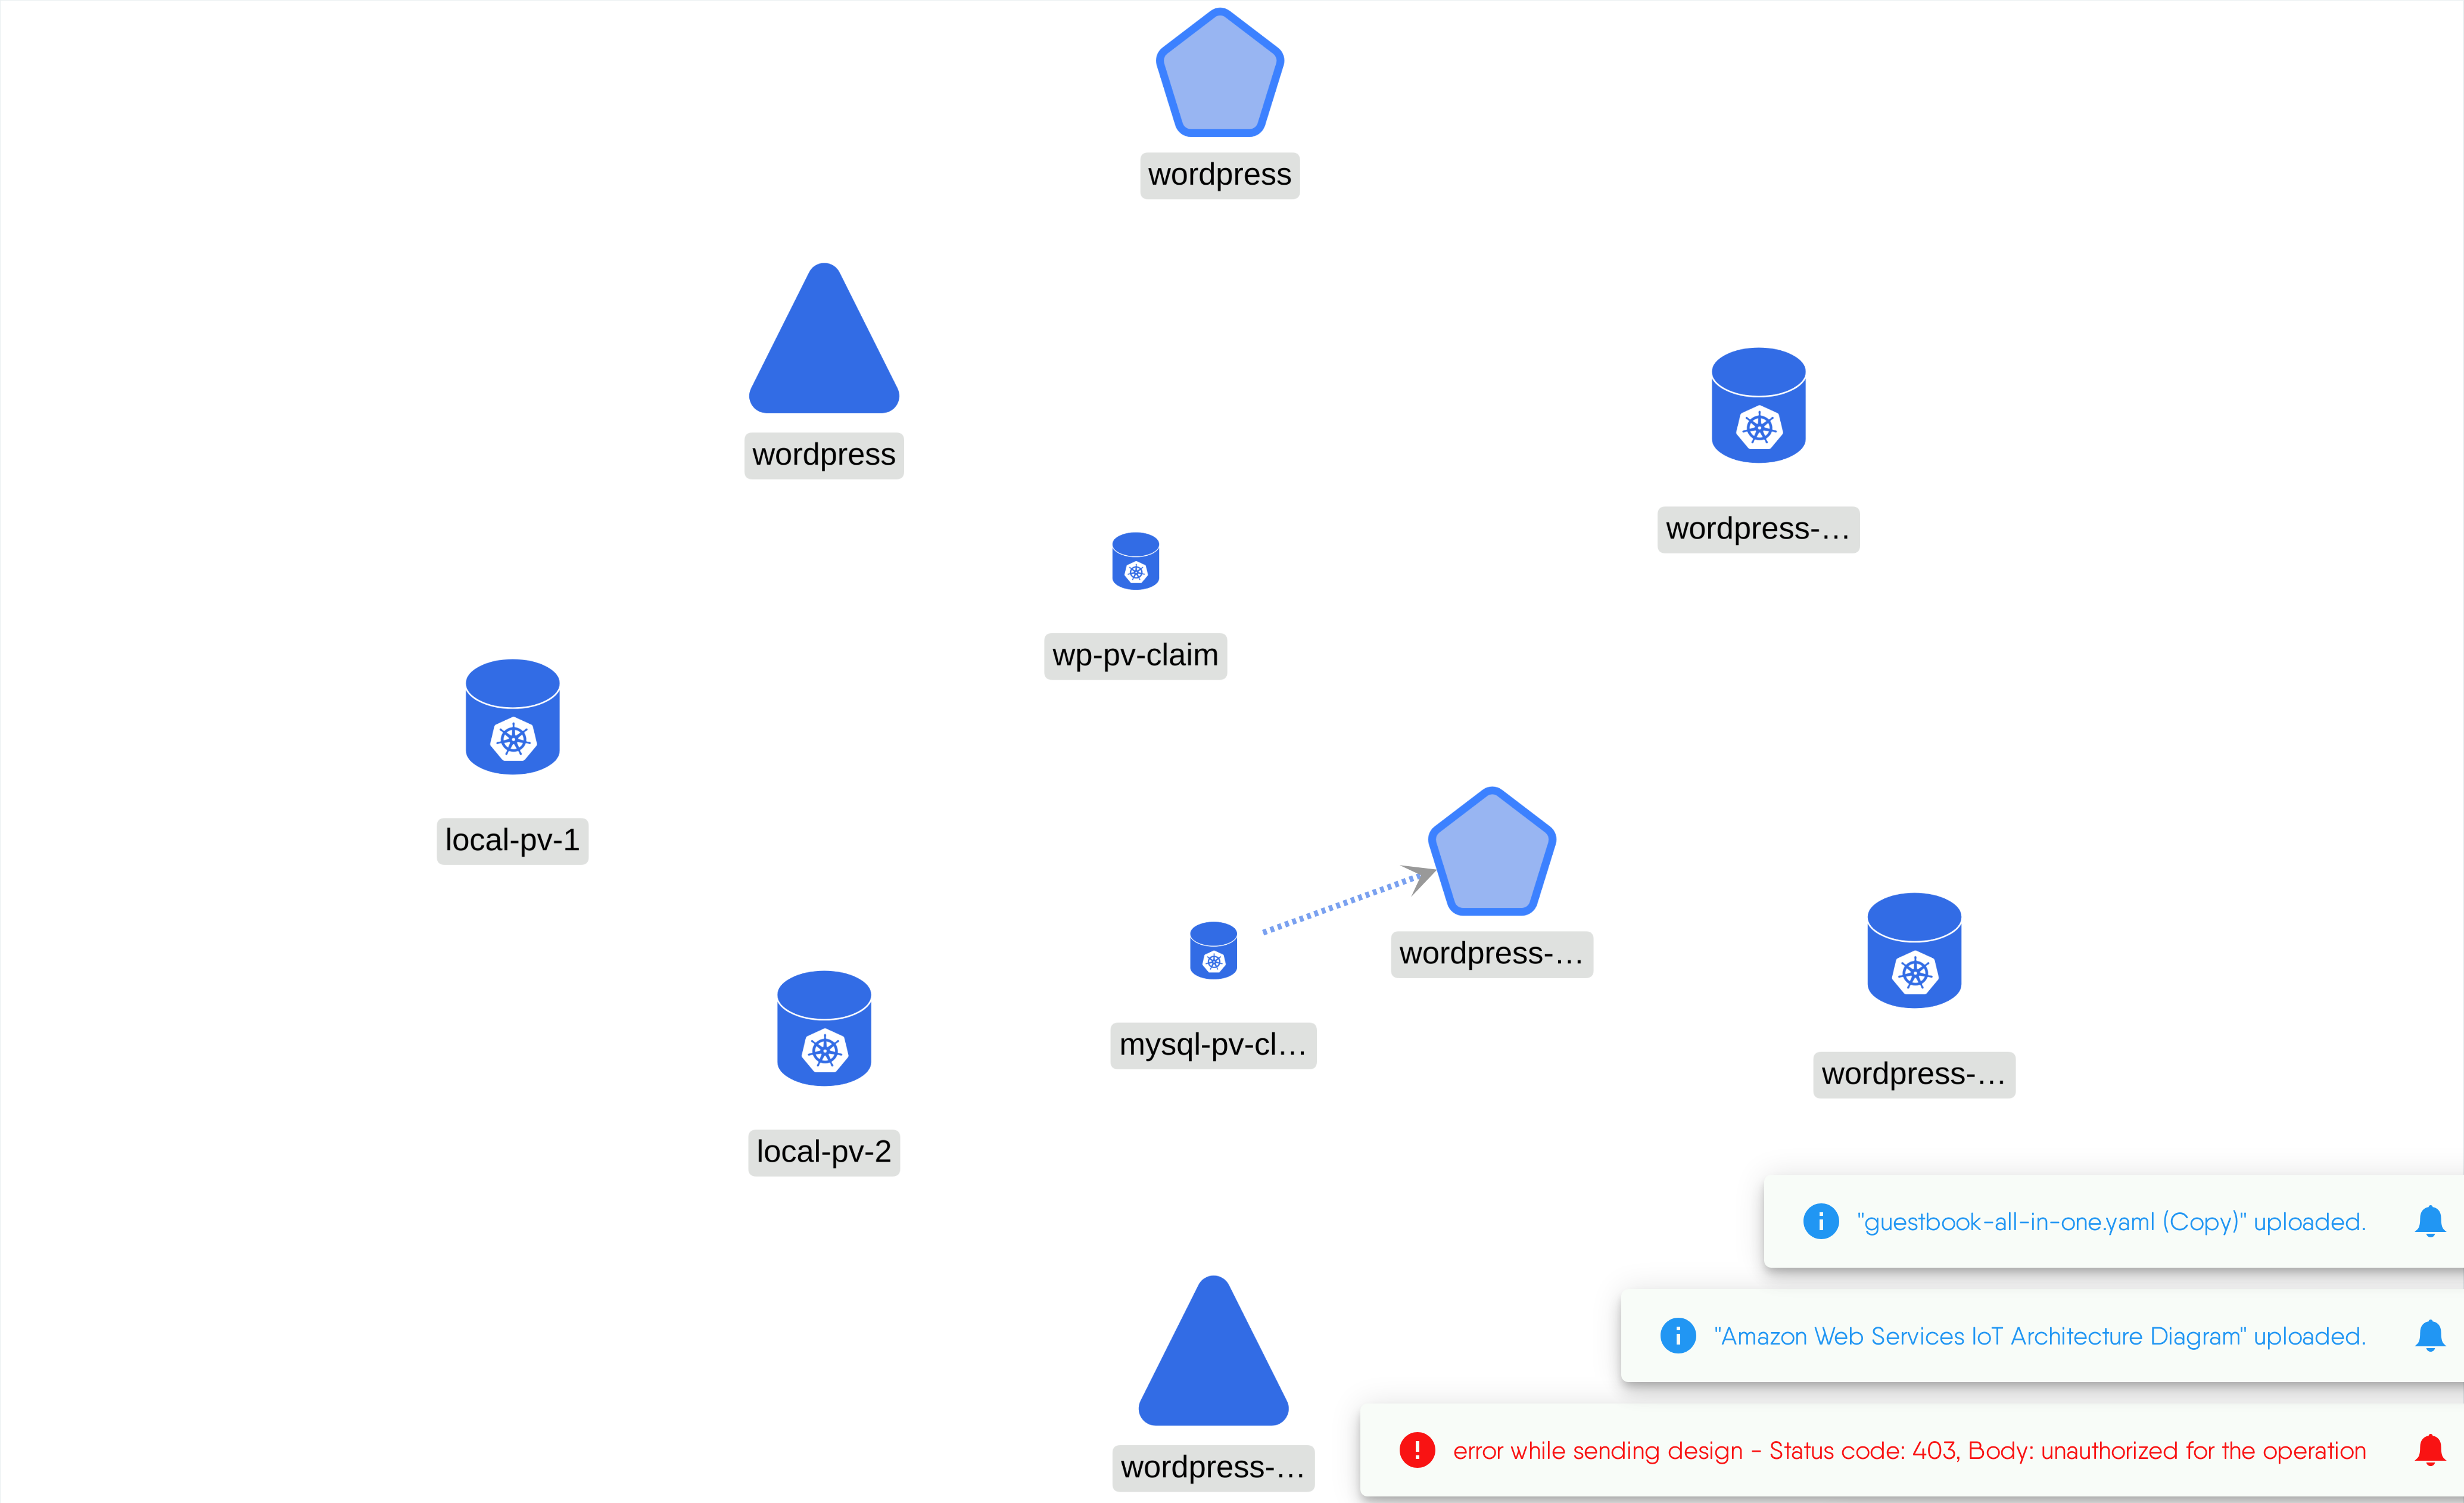 wordpress
wordpress
wordpress-…
wp-pv-claim
local-pv-1
wordpress-…
mysql-pv-cl…
wordpress-…
local-pv-2
"guestbook-all-in-one.yaml (Copy)" uploaded.
"Amazon Web Services IoT Architecture Diagram" uploaded.
error while sending design - Status code: 403, Body: unauthorized for the operation
wordpress-…